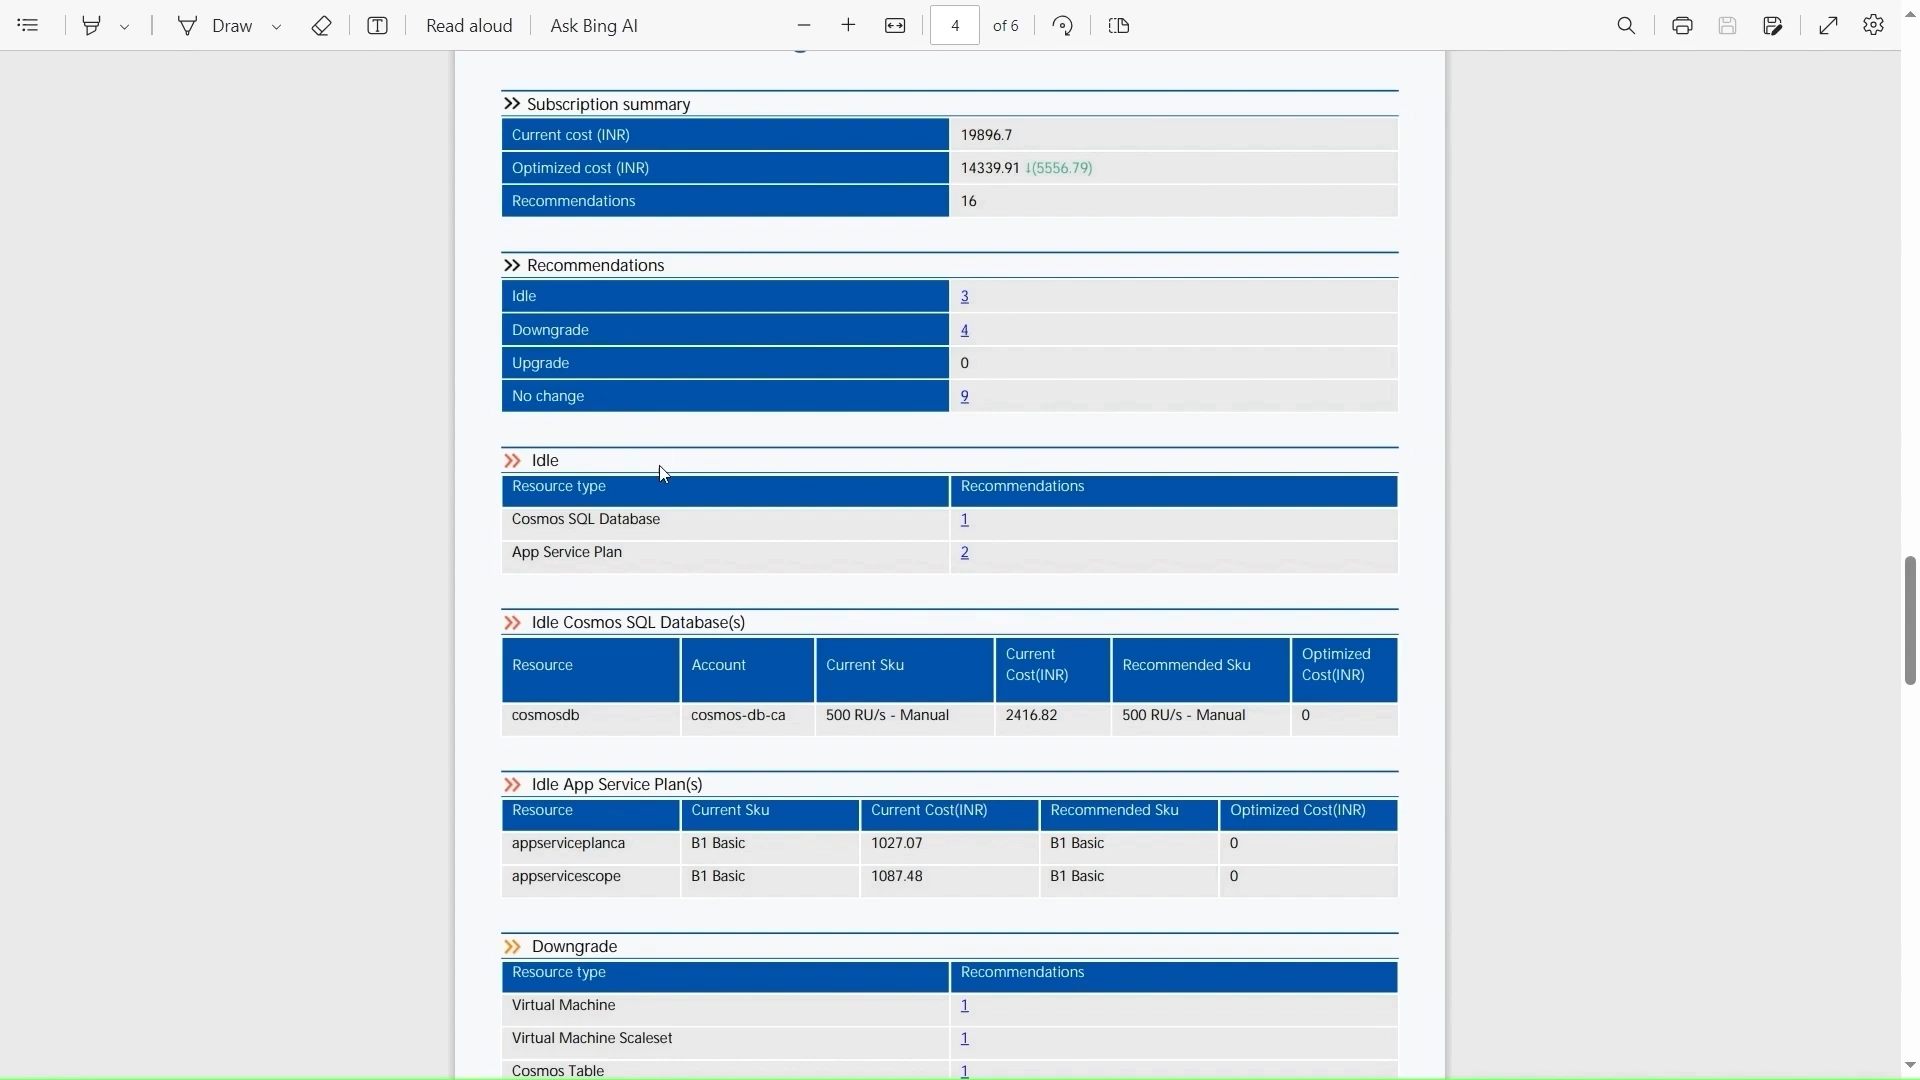 Draw
Read aloud
Ask Bing AI
4 of 6
>> Subscription summary
Current cost (INR) 19896.7
Optimized cost (INR) 14339.91 ↓(5556.79)
Recommendations 16
>> Recommendations
Idle 3
Downgrade 4
Upgrade 0
No change 9
>> Idle
Resource type Recommendations
Cosmos SQL Database 1
App Service Plan 2
>> Idle Cosmos SQL Database(s)
Resource Account Current Sku Current Cost(INR) Recommended Sku Optimized Cost(INR)
cosmosdb cosmos-db-ca 500 RU/s - Manual 2416.82 500 RU/s - Manual 0
>> Idle App Service Plan(s)
Resource Current Sku Current Cost(INR) Recommended Sku Optimized Cost(INR)
appserviceplanca B1 Basic 1027.07 B1 Basic 0
appservicescope B1 Basic 1087.48 B1 Basic 0
>> Downgrade
Resource type Recommendations
Virtual Machine 1
Virtual Machine Scaleset 1
Cosmos Table 1